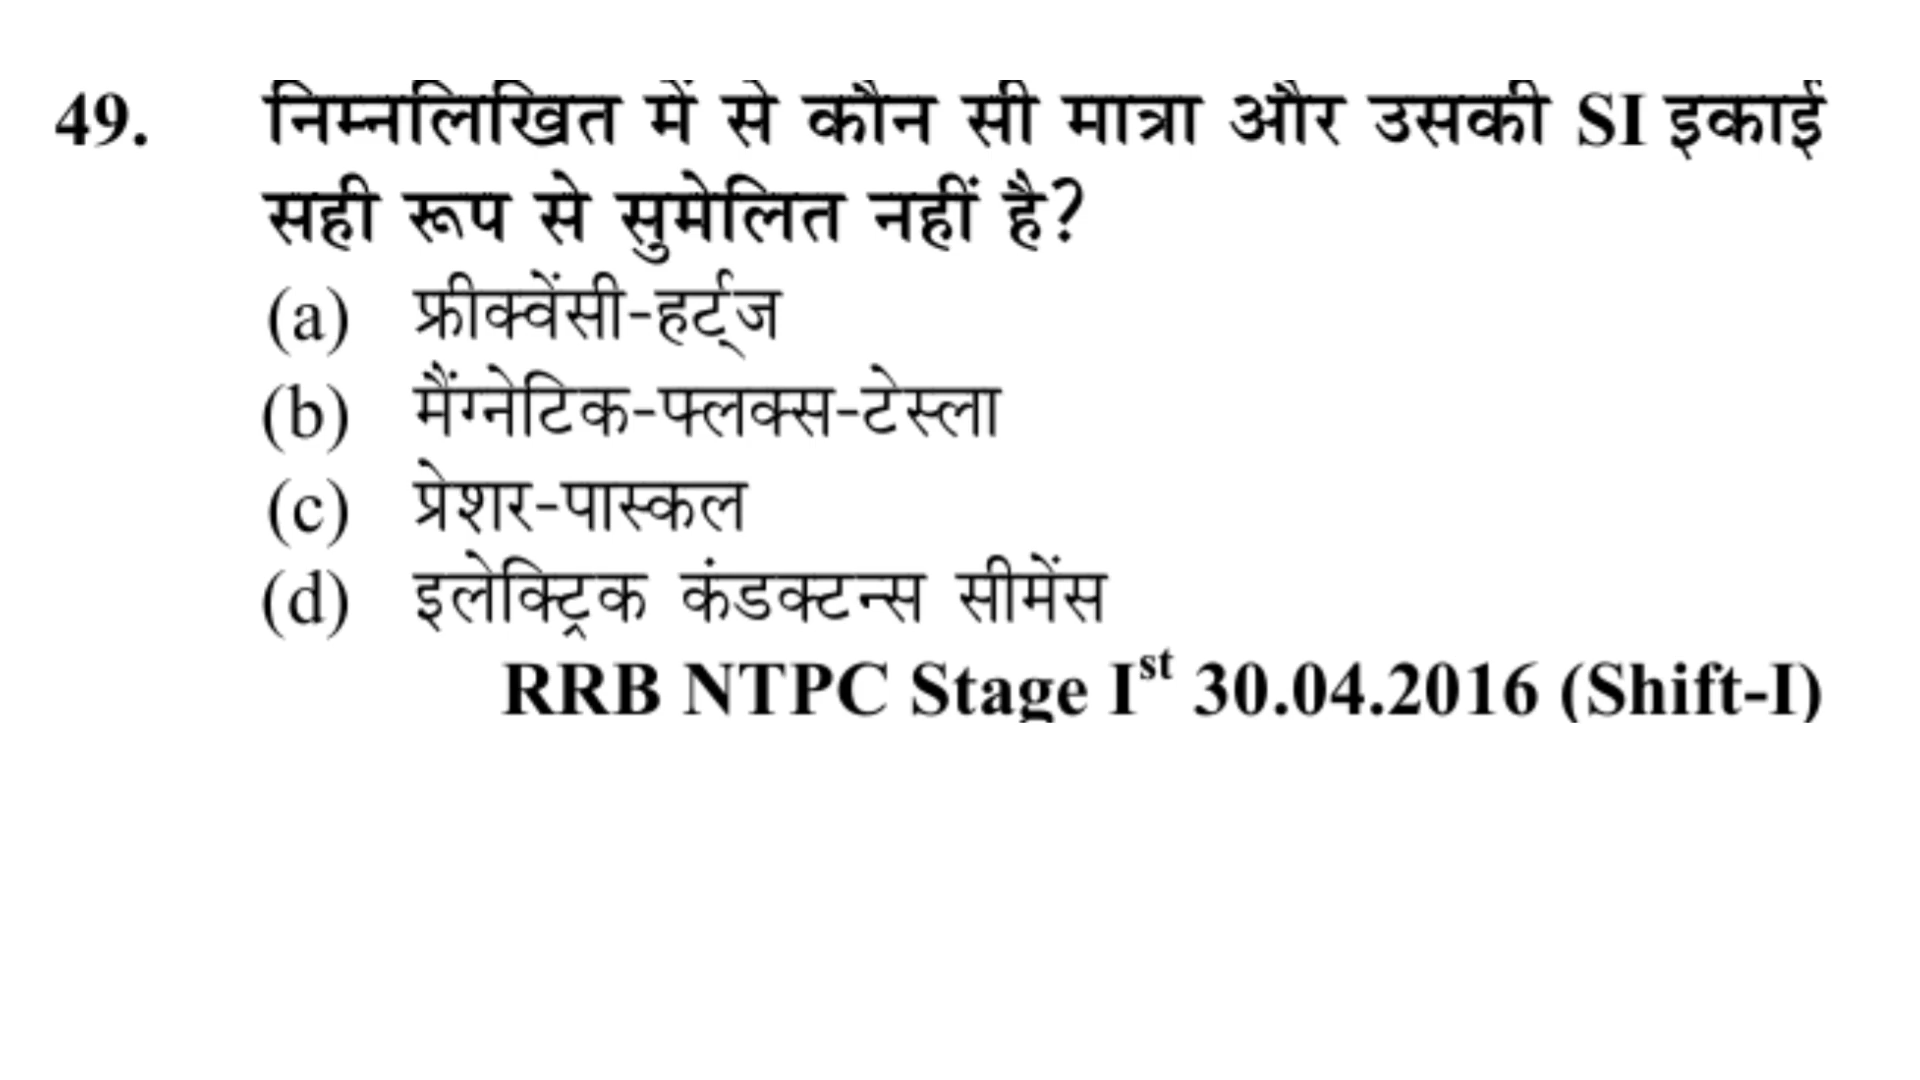 49. निम्नलिखित में से कौन सी मात्रा और उसकी SI इकाई
सही रूप से सुमेलित नहीं है?
(a) फ्रीक्वेंसी-हर्ट्ज
(b) मैंग्नेटिक-फ्लक्स-टेस्ला
(c) प्रेशर-पास्कल
(d) इलेक्ट्रिक कंडक्टन्स सीमेंस
RRB NTPC Stage Ist 30.04.2016 (Shift-I)